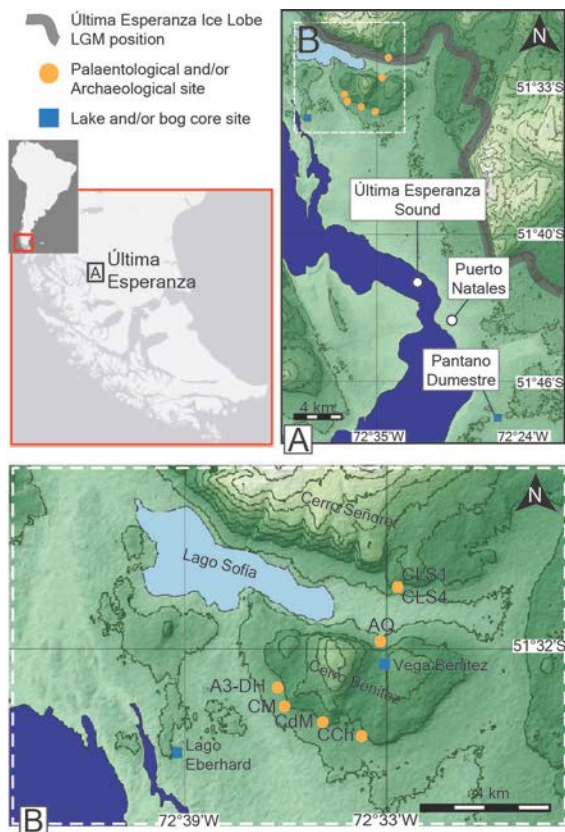 Última Esperanza Ice Lobe
LGM position
Palaentological and/or
Archaeological site
Lake and/or bog core site
A
Última
Esperanza
B
N
51°33'S
Última Esperanza
Sound
51°40'S
Puerto
Natales
Pantano
Dumestre
51°46'S
4 km
72°35'W
72°24'W
A
N
Cerro Señoret
Lago Sofía
CLS1
CLS4
AQ
51°32'S
Vega Benítez
Cerro Benítez
A3-DH
CM
CdM
CCh
Lago
Eberhard
4 km
72°39'W
72°33'W
B